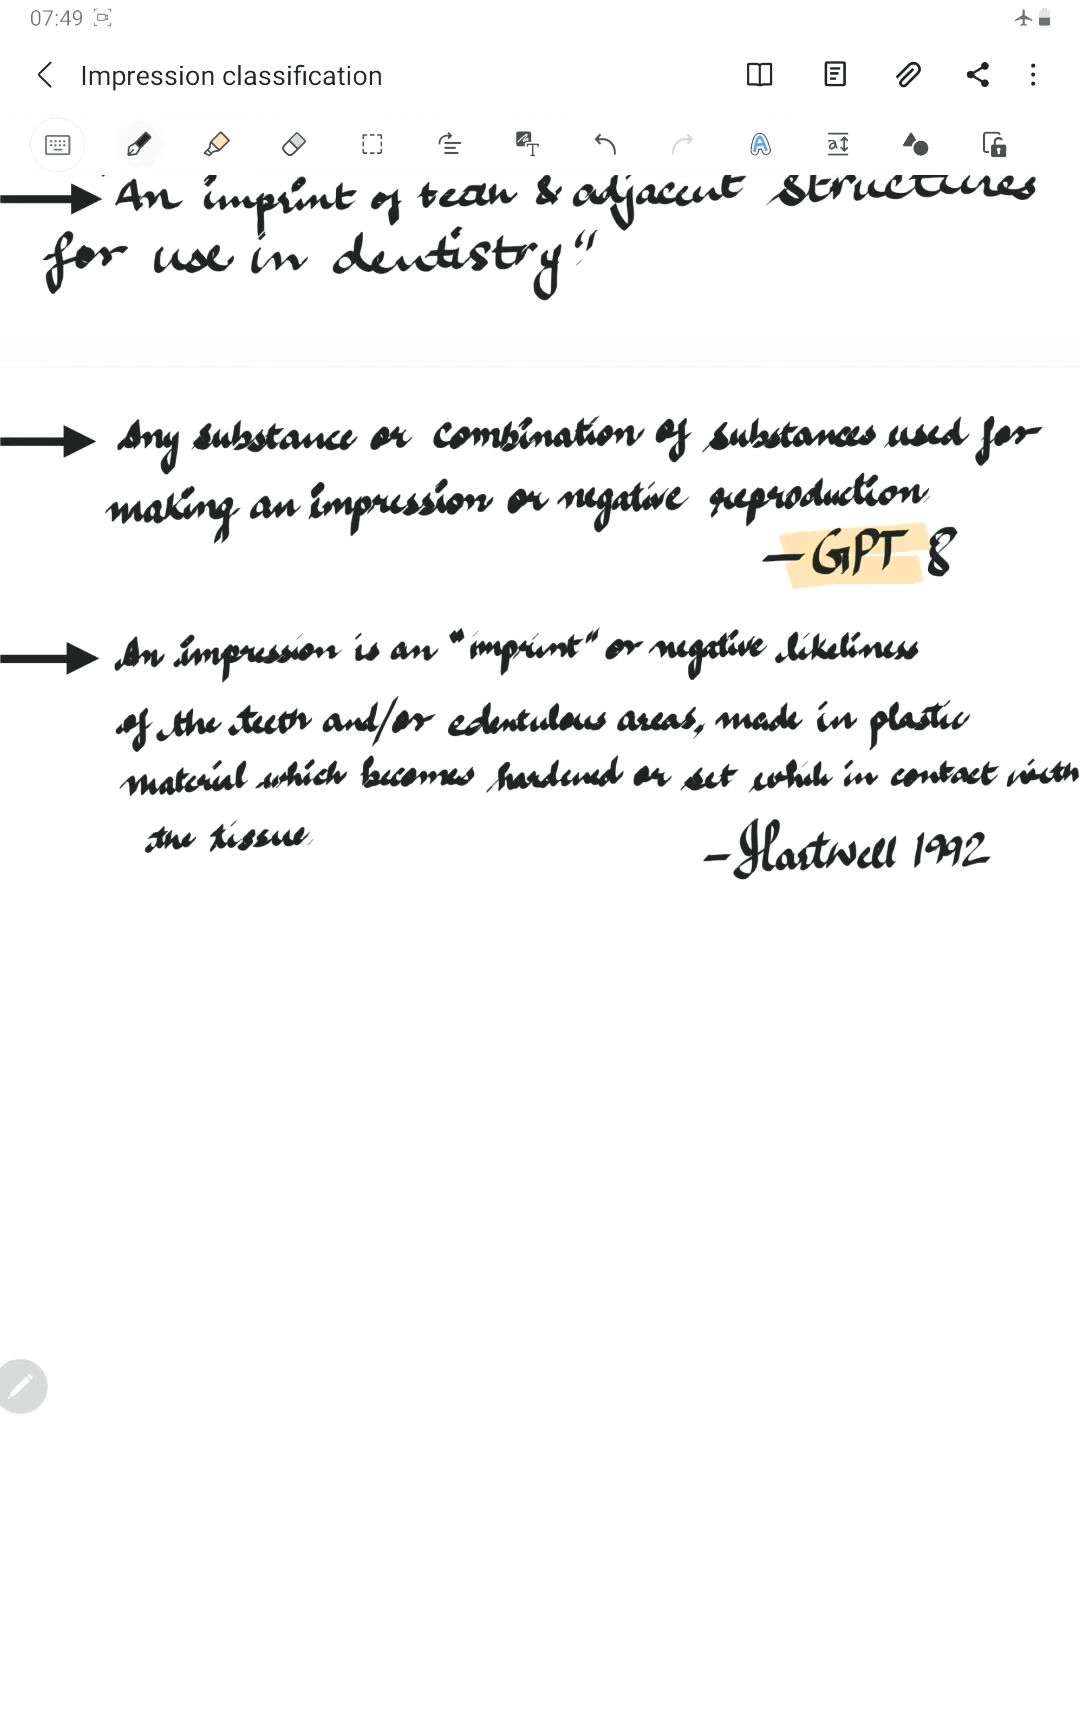 07:49
Impression classification
An imprint of teeth & adjacent structures
for use in dentistry"
Any substance or combination of substances used for
making an impression or negative reproduction
- GPT 8
An impression is an "imprint" or negative likeliness
of the teeth and/or edentulous areas, made in plastic
material which becomes hardened or set while in contact with
the tissue
- Hartwell 1992